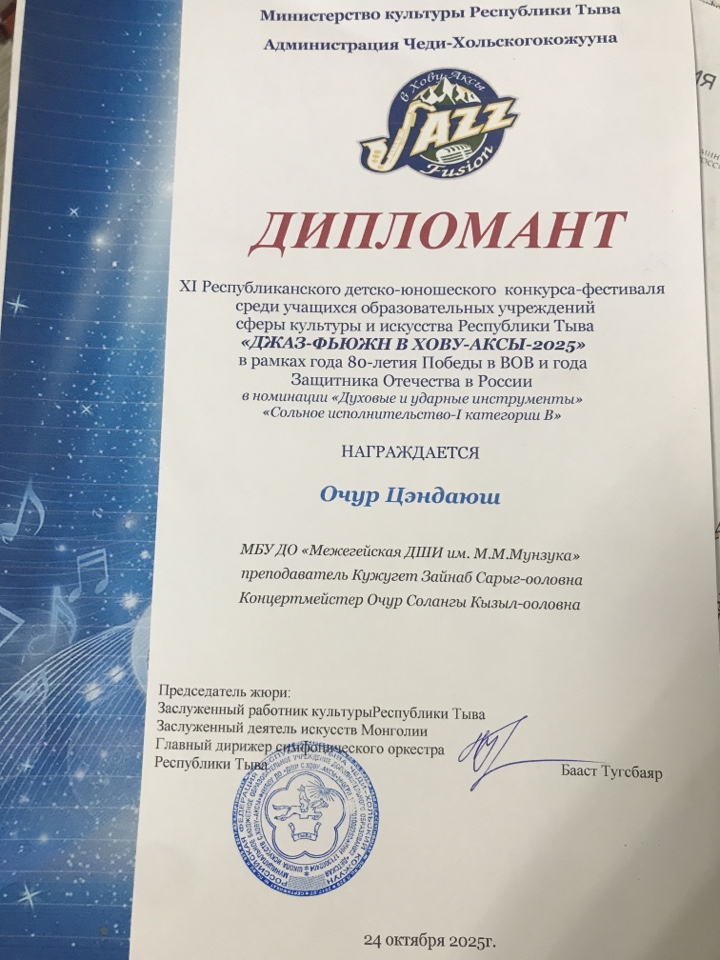 Министерство культуры Республики Тыва
Администрация Чеди-Хольскогокожууна
в Хову-Аксы
JAZZ
Fusion
ДИПЛОМАНТ
XI Республиканского детско-юношеского конкурса-фестиваля
среди учащихся образовательных учреждений
сферы культуры и искусства Республики Тыва
«ДЖАЗ-ФЬЮЖН В ХОВУ-АКСЫ-2025»
в рамках года 80-летия Победы в ВОВ и года
Защитника Отечества в России
в номинации «Духовые и ударные инструменты»
«Сольное исполнительство-I категории В»
НАГРАЖДАЕТСЯ
Очур Цэндаюш
МБУ ДО «Межегейская ДШИ им. М.М.Мунзука»
преподаватель Кужугет Зайнаб Сарыг-ооловна
Концертмейстер Очур Солангы Кызыл-ооловна
Председатель жюри:
Заслуженный работник культурыРеспублики Тыва
Заслуженный деятель искусств Монголии
Главный дирижер симфонического оркестра
Республики Тыва
Бааст Тугсбаяр
24 октября 2025г.